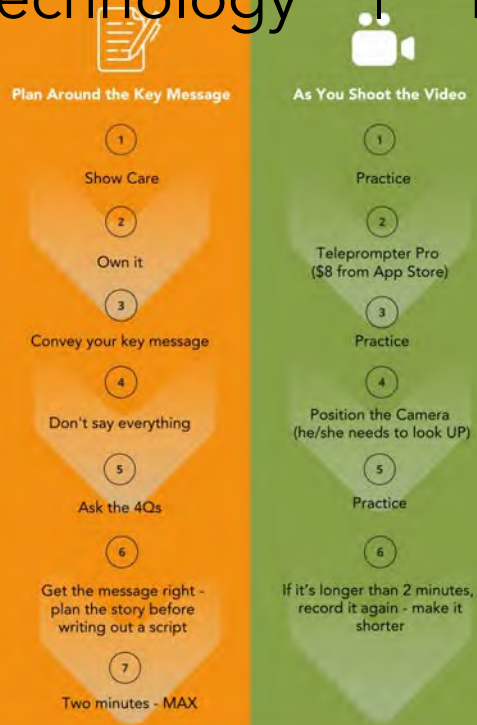 echnology
Plan Around the Key Message
1
Show Care
2
Own it
3
Convey your key message
4
Don't say everything
5
Ask the 4Qs
6
Get the message right -
plan the story before
writing out a script
7
Two minutes - MAX
As You Shoot the Video
1
Practice
2
Teleprompter Pro
($8 from App Store)
3
Practice
4
Position the Camera
(he/she needs to look UP)
5
Practice
6
If it's longer than 2 minutes,
record it again - make it
shorter